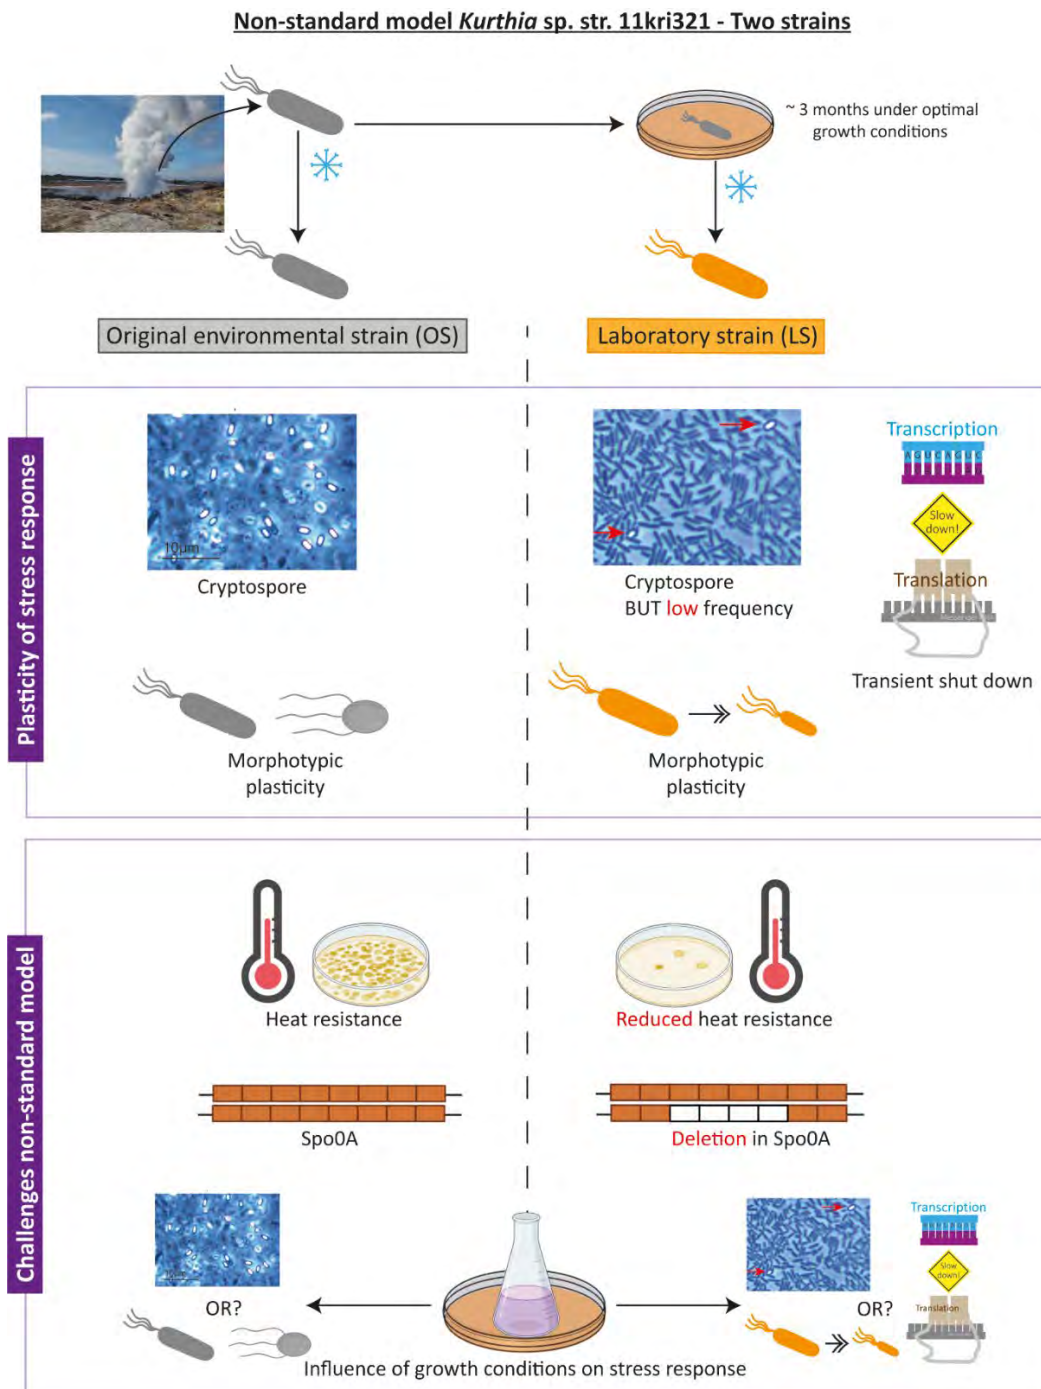 Non-standard model Kurthia sp. str. 11kri321 - Two strains
~ 3 months under optimal
growth conditions
Original environmental strain (OS)
Laboratory strain (LS)
Plasticity of stress response
10µm
Cryptospore
Cryptospore
BUT low frequency
Transcription
Slow
down!
Translation
Transient shut down
Morphotypic
plasticity
Morphotypic
plasticity
Challenges non-standard model
Heat resistance
Reduced heat resistance
Spo0A
Deletion in Spo0A
OR?
OR?
Transcription
Slow
down!
Translation
Influence of growth conditions on stress response